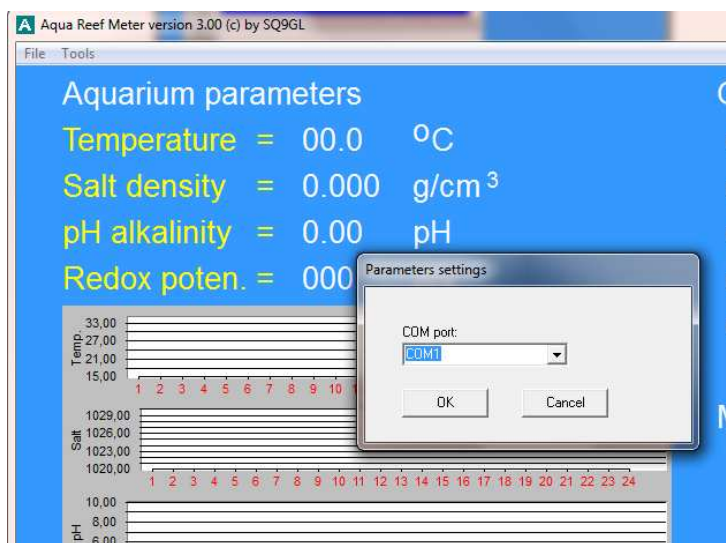 Aqua Reef Meter version 3.00 (c) by SQ9GL
File Tools
Aquarium parameters
Temperature = 00.0 ºC
Salt density = 0.000 g/cm³
pH alkalinity = 0.00 pH
Redox poten. = 000
Parameters settings
COM port:
COM1
OK Cancel
Temp.
33,00
27,00
21,00
15,00
1 2 3 4 5 6 7 8 9 10
Salt
1029,00
1026,00
1023,00
1020,00
1 2 3 4 5 6 7 8 9 10 11 12 13 14 15 16 17 18 19 20 21 22 23 24
pH
10,00
8,00
6,00